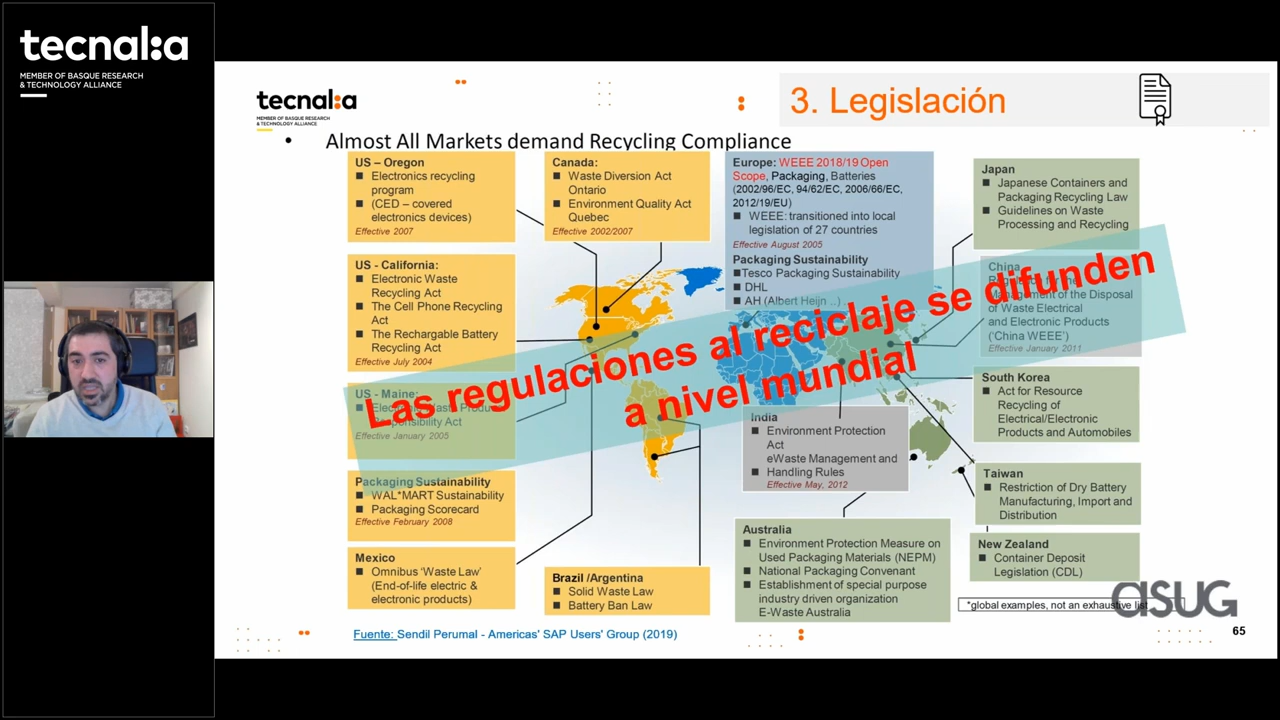 tecnal:a
MEMBER OF BASQUE RESEARCH
& TECHNOLOGY ALLIANCE
tecnal:a
MEMBER OF BASQUE RESEARCH
& TECHNOLOGY ALLIANCE
3. Legislación
• Almost All Markets demand Recycling Compliance
US – Oregon
■ Electronics recycling
program
■ (CED – covered
electronics devices)
Effective 2007
Canada:
■ Waste Diversion Act
Ontario
■ Environment Quality Act
Quebec
Effective 2002/2007
Europe: WEEE 2018/19 Open
Scope, Packaging, Batteries
(2002/96/EC, 94/62/EC, 2006/66/EC,
2012/19/EU)
■ WEEE: transitioned into local
legislation of 27 countries
Effective August 2005
Packaging Sustainability
■Tesco Packaging Sustainability
■ DHL
■ AH (Albert Heijn ..)
Japan
■ Japanese Containers and
Packaging Recycling Law
■ Guidelines on Waste
Processing and Recycling
US - California:
■ Electronic Waste
Recycling Act
■ The Cell Phone Recycling
Act
■ The Rechargable Battery
Recycling Act
Effective July 2004
China
of the Disposal
of Waste Electrical
and Electronic Products
('China WEEE')
Effective January 2011
Las regulaciones al reciclaje se difunden
a nivel mundial
US - Maine:
Act
Effective January 2005
South Korea
■ Act for Resource
Recycling of
Electrical/Electronic
Products and Automobiles
India
■ Environment Protection
Act
eWaste Management and
■ Handling Rules
Effective May, 2012
Packaging Sustainability
■ WAL*MART Sustainability
■ Packaging Scorecard
Effective February 2008
Taiwan
■ Restriction of Dry Battery
Manufacturing, Import and
Distribution
Mexico
■ Omnibus 'Waste Law'
(End-of-life electric &
electronic products)
Brazil /Argentina
■ Solid Waste Law
■ Battery Ban Law
Australia
■ Environment Protection Measure on
Used Packaging Materials (NEPM)
■ National Packaging Convenant
■ Establishment of special purpose
industry driven organization
E-Waste Australia
New Zealand
■ Container Deposit
Legislation (CDL)
*global examples, not an exhaustive list
asUG
Fuente: Sendil Perumal - Americas' SAP Users' Group (2019)
65